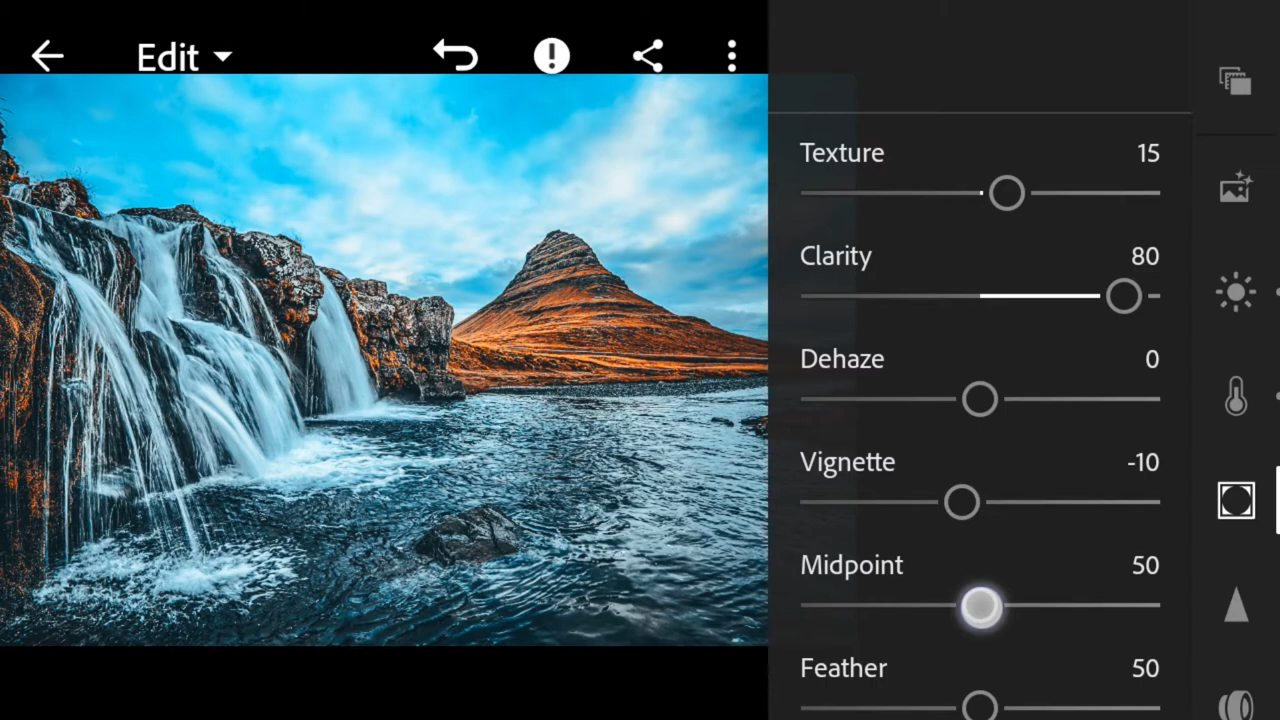 Edit
Texture 15
Clarity 80
Dehaze 0
Vignette -10
Midpoint 50
Feather 50